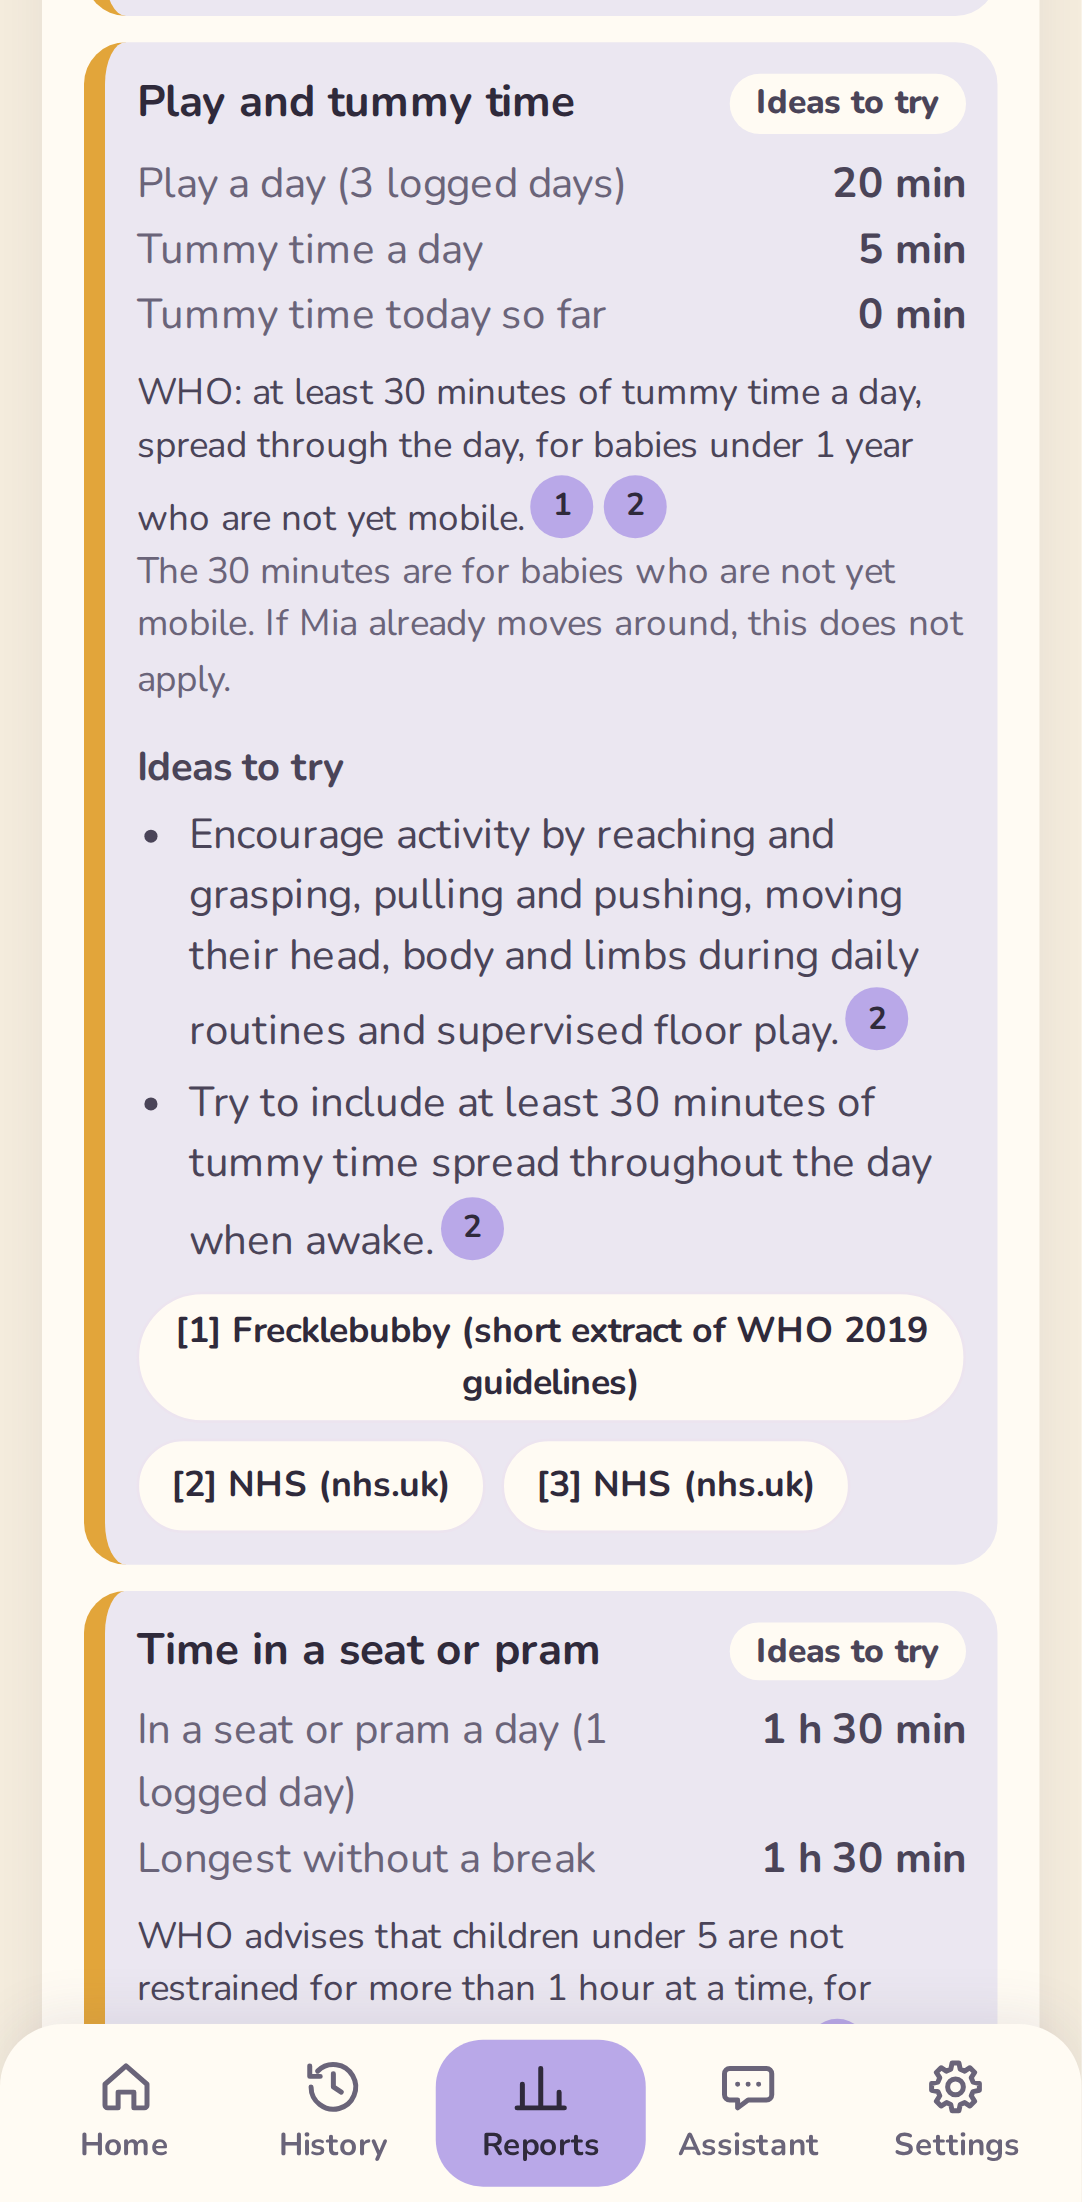 Play and tummy time
Ideas to try
Play a day (3 logged days)
20 min
Tummy time a day
5 min
Tummy time today so far
0 min
WHO: at least 30 minutes of tummy time a day,
spread through the day, for babies under 1 year
who are not yet mobile. 1 2
The 30 minutes are for babies who are not yet
mobile. If Mia already moves around, this does not
apply.
Ideas to try
• Encourage activity by reaching and
grasping, pulling and pushing, moving
their head, body and limbs during daily
routines and supervised floor play. 2
• Try to include at least 30 minutes of
tummy time spread throughout the day
when awake. 2
[1] Frecklebubby (short extract of WHO 2019
guidelines)
[2] NHS (nhs.uk)
[3] NHS (nhs.uk)
Time in a seat or pram
Ideas to try
In a seat or pram a day (1
logged day)
1 h 30 min
Longest without a break
1 h 30 min
WHO advises that children under 5 are not
restrained for more than 1 hour at a time, for
Home
History
Reports
Assistant
Settings